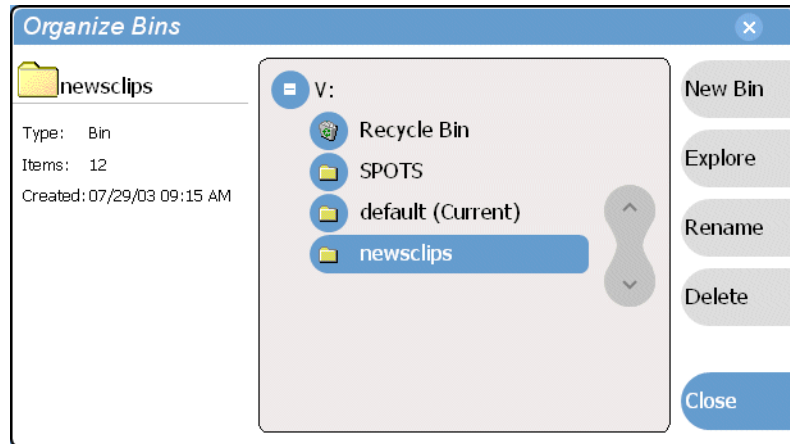 Organize Bins
newsclips
Type: Bin
Items: 12
Created: 07/29/03 09:15 AM
V:
Recycle Bin
SPOTS
default (Current)
newsclips
New Bin
Explore
Rename
Delete
Close